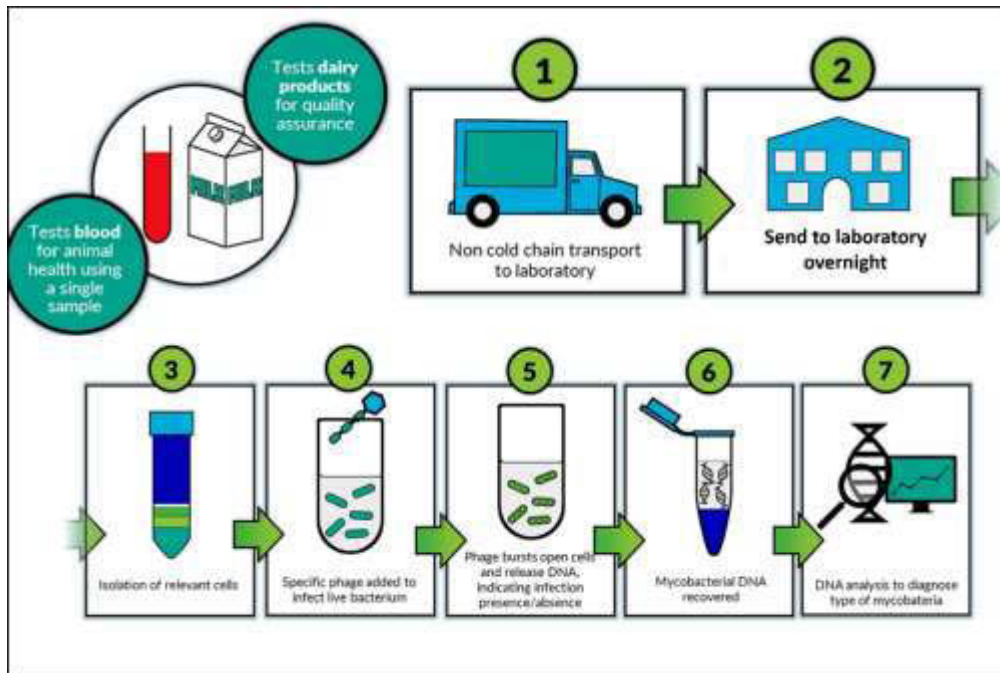 Tests dairy
products
for quality
assurance
MILK
MILK
Tests blood
for animal
health using
a single
sample
1
Non cold chain transport
to laboratory
2
Send to laboratory
overnight
3
Isolation of relevant cells
4
Specific phage added to
infect live bacterium
5
Phage bursts open cells
and release DNA,
indicating infection
presence/absence
6
Mycobacterial DNA
recovered
7
DNA analysis to diagnose
type of mycobateria